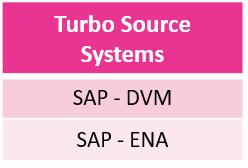 Turbo Source
Systems
SAP - DVM
SAP - ENA